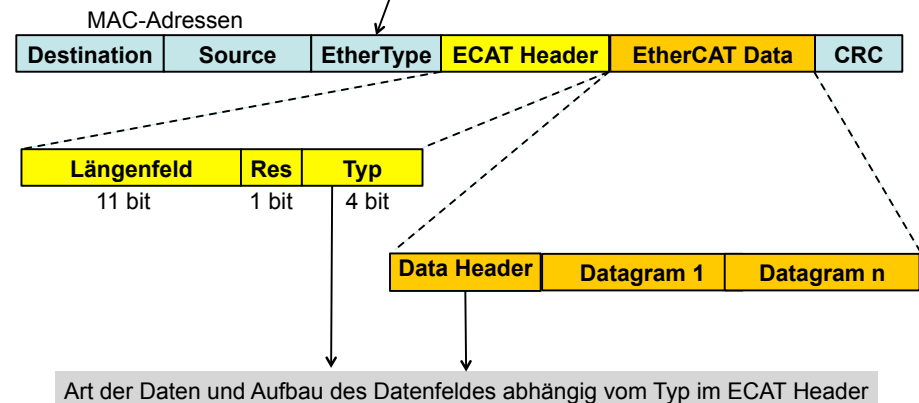 MAC-Adressen
Destination Source EtherType ECAT Header EtherCAT Data CRC
Längenfeld Res Typ
11 bit 1 bit 4 bit
Data Header Datagram 1 Datagram n
Art der Daten und Aufbau des Datenfeldes abhängig vom Typ im ECAT Header